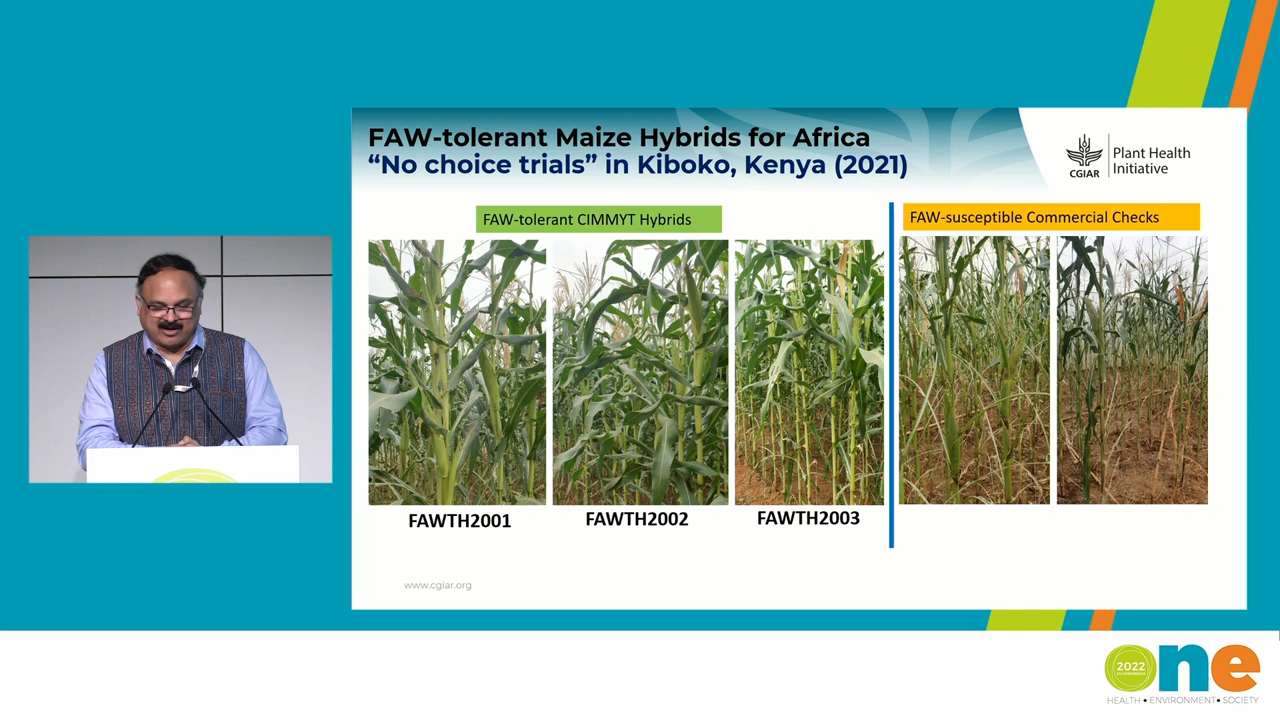 FAW-tolerant Maize Hybrids for Africa
“No choice trials” in Kiboko, Kenya (2021)
CGIAR
Plant Health
Initiative
FAW-tolerant CIMMYT Hybrids
FAW-susceptible Commercial Checks
FAWTH2001
FAWTH2002
FAWTH2003
www.cgiar.org
2022
one
HEALTH • ENVIRONMENT • SOCIETY